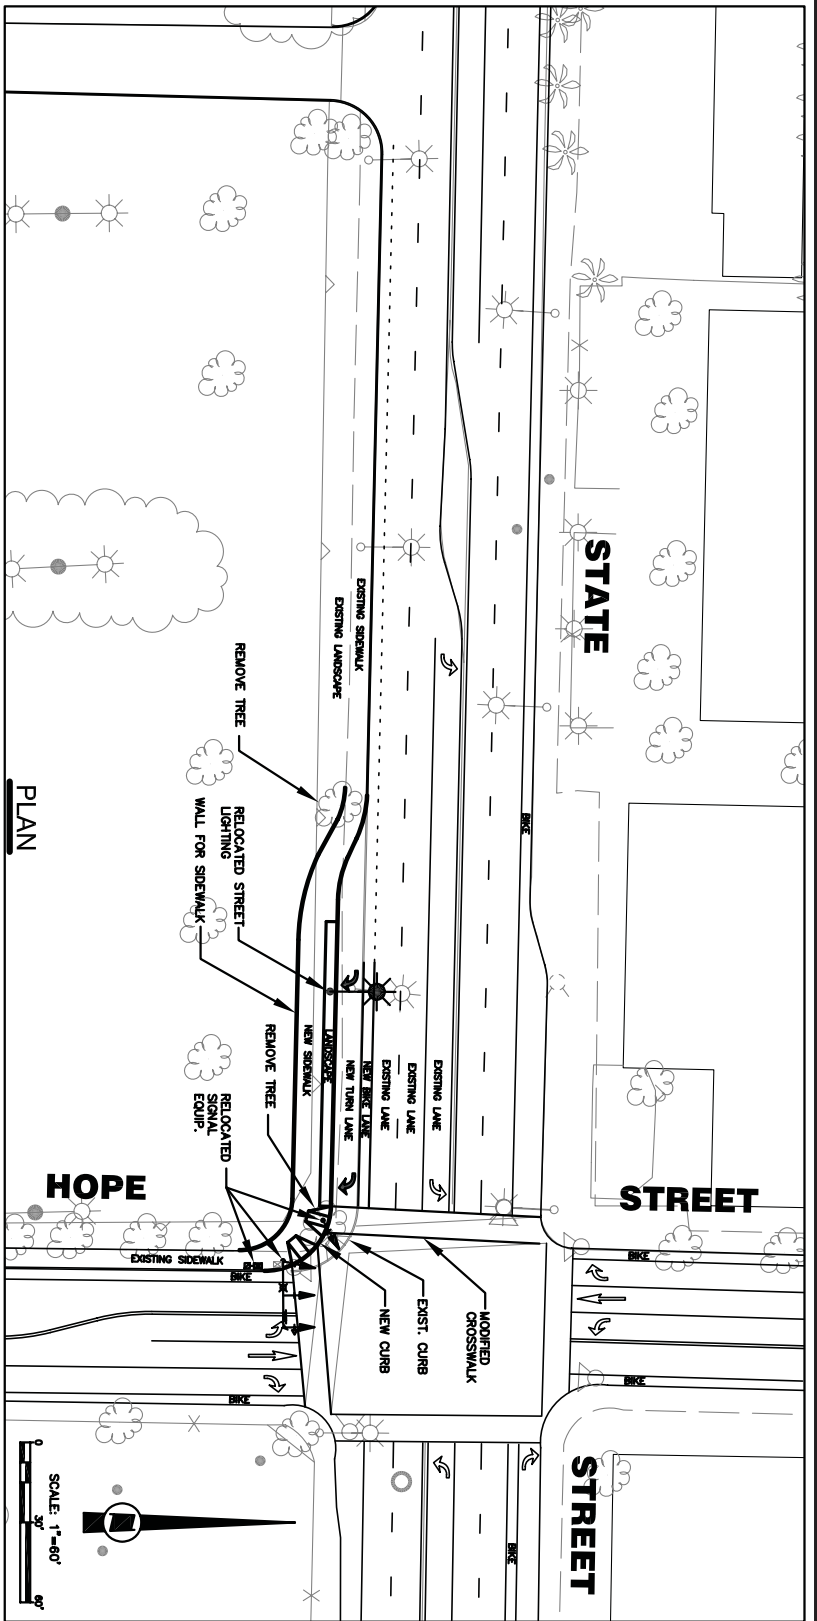 STATE
STREET
HOPE
STREET
BIKE
EXISTING SIDEWALK
EXISTING LANDSCAPE
REMOVE TREE
RELOCATED STREET
LIGHTING
WALL FOR SIDEWALK
EXISTING LANE
EXISTING LANE
EXISTING LANE
NEW BIKE LANE
NEW TURN LANE
LANDSCAPE
NEW SIDEWALK
REMOVE TREE
RELOCATED
SIGNAL
EQUIP.
EXISTING SIDEWALK
BIKE
BIKE
BIKE
BIKE
BIKE
MODIFIED
CROSSWALK
EXIST. CURB
NEW CURB
PLAN
SCALE: 1"=60'
0 30' 60'